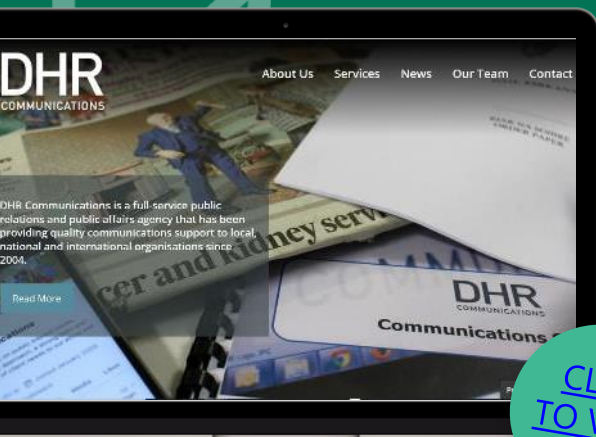 DHR
COMMUNICATIONS
About Us Services News Our Team Contact
DHR Communications is a full-service public
relations and public affairs agency that has been
providing quality communications support to local,
national and international organisations since
2004.
Read More
cer and kidney serv
ORDER PAPER
DHR
COMMUNICATIONS
Communications
CL
TO V